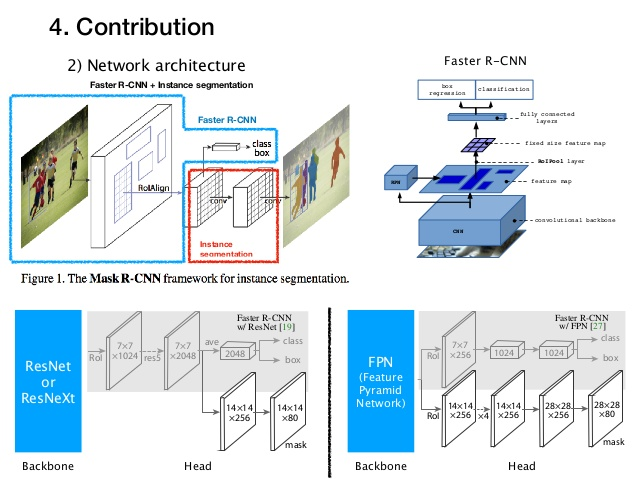 4. Contribution
2) Network architecture
Faster R-CNN + Instance segmentation
Faster R-CNN
class
box
RoIAlign
conv
conv
Instance
segmentation
Figure 1. The Mask R-CNN framework for instance segmentation.
Faster R-CNN
box
regression
classification
fully connected
layers
fixed size feature map
RoIPool layer
RPN
feature map
convolutional backbone
CNN
ResNet
or
ResNeXt
Backbone
Faster R-CNN
w/ ResNet [19]
RoI
7×7
×1024
res5
7×7
×2048
ave
2048
class
box
14×14
×256
14×14
×80
mask
Head
FPN
(Feature
Pyramid
Network)
Backbone
Faster R-CNN
w/ FPN [27]
RoI
7×7
×256
1024
1024
class
box
RoI
14×14
×256
×4
14×14
×256
28×28
×256
28×28
×80
mask
Head